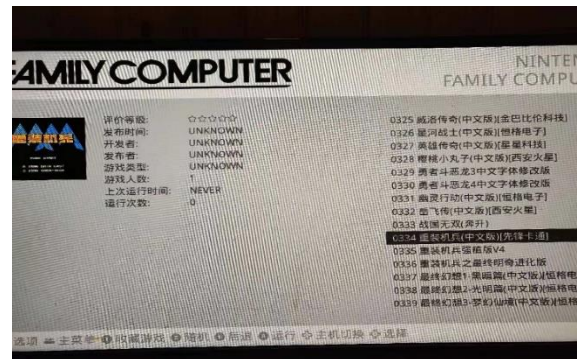 FAMILY COMPUTER
NINTEN
FAMILY COMPU
评价等级:
发布时间: UNKNOWN
开发者: UNKNOWN
发布者: UNKNOWN
游戏类型: UNKNOWN
游戏人数: 1
上次运行时间: NEVER
运行次数: 0
重装机兵
0325 威洛传奇(中文版)[金巴比伦科技]
0326 星河战士(中文版)[恒格电子]
0327 英雄传奇(中文版)[星星科技]
0328 樱桃小丸子(中文版)[西安火星]
0329 勇者斗恶龙3中文字体修改版
0330 勇者斗恶龙4中文字体修改版
0331 幽灵行动(中文版)[恒格电子]
0332 岳飞传(中文版)[西安火星]
0333 战国无双(奔升)
0334 重装机兵(中文版)[先锋卡通]
0335 重装机兵强殖版V4
0336 重装机兵之最终明奇进化版
0337 最终幻想1-黑暗篇(中文版)[恒格电
0338 最终幻想2-光明篇(中文版)[恒格电
0339 最终幻想3-梦幻仙境(中文版)[恒格
选项 主菜单 收藏游戏 随机 后退 运行 主机切换 选择